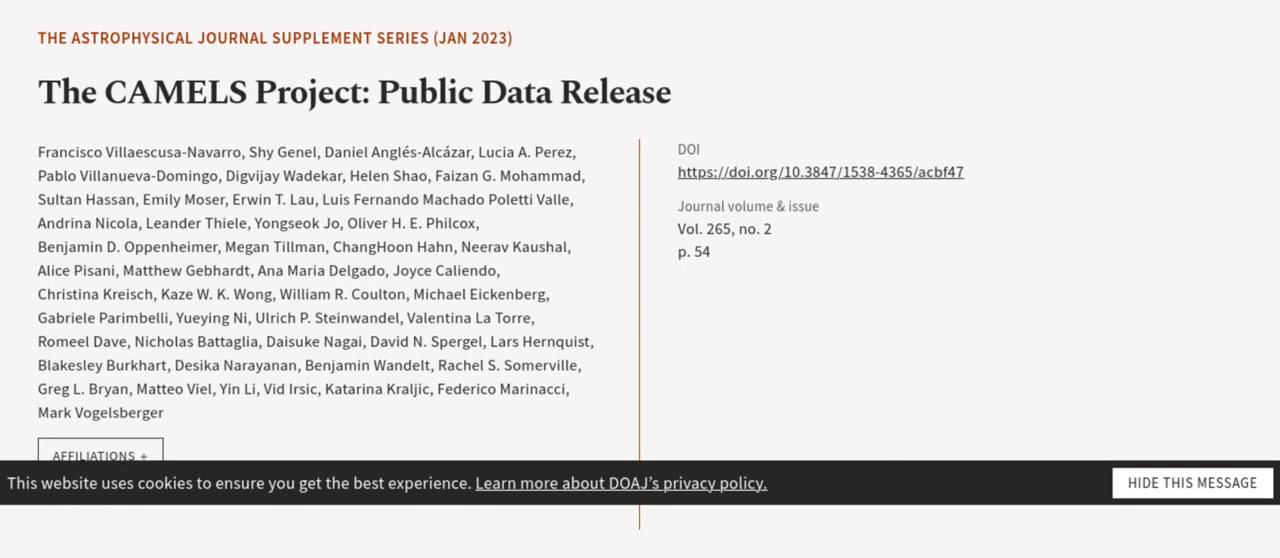 THE ASTROPHYSICAL JOURNAL SUPPLEMENT SERIES (JAN 2023)
The CAMELS Project: Public Data Release
Francisco Villaescusa-Navarro, Shy Genel, Daniel Anglés-Alcázar, Lucia A. Perez,
Pablo Villanueva-Domingo, Digvijay Wadekar, Helen Shao, Faizan G. Mohammad,
Sultan Hassan, Emily Moser, Erwin T. Lau, Luis Fernando Machado Poletti Valle,
Andrina Nicola, Leander Thiele, Yongseok Jo, Oliver H. E. Philcox,
Benjamin D. Oppenheimer, Megan Tillman, ChangHoon Hahn, Neerav Kaushal,
Alice Pisani, Matthew Gebhardt, Ana Maria Delgado, Joyce Caliendo,
Christina Kreisch, Kaze W. K. Wong, William R. Coulton, Michael Eickenberg,
Gabriele Parimbelli, Yueying Ni, Ulrich P. Steinwandel, Valentina La Torre,
Romeel Dave, Nicholas Battaglia, Daisuke Nagai, David N. Spergel, Lars Hernquist,
Blakesley Burkhart, Desika Narayanan, Benjamin Wandelt, Rachel S. Somerville,
Greg L. Bryan, Matteo Viel, Yin Li, Vid Irsic, Katarina Kraljic, Federico Marinacci,
Mark Vogelsberger
AFFILIATIONS +
DOI
https://doi.org/10.3847/1538-4365/acbf47
Journal volume & issue
Vol. 265, no. 2
p. 54
This website uses cookies to ensure you get the best experience. Learn more about DOAJ’s privacy policy.
HIDE THIS MESSAGE